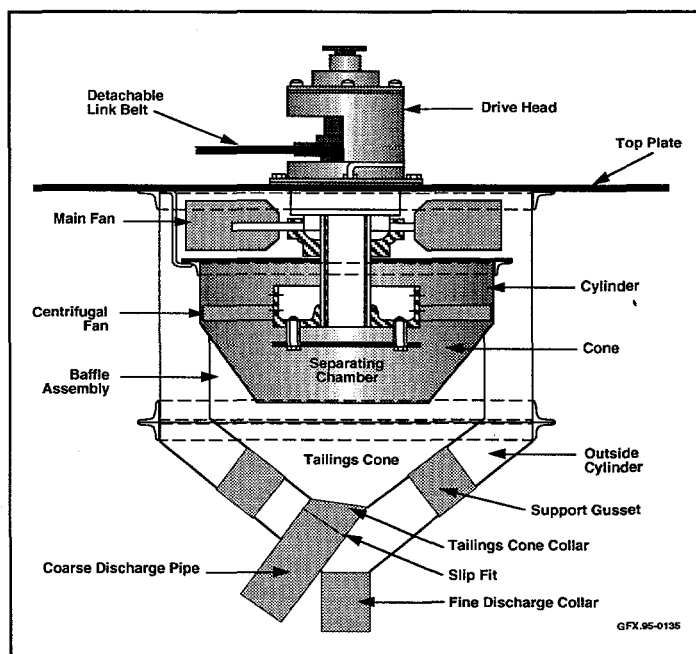 Detachable
Link Belt
Drive Head
Top Plate
Main Fan
Cylinder
Centrifugal
Fan
Cone
Separating
Chamber
Baffle
Assembly
Tailings Cone
Outside
Cylinder
Support Gusset
Tailings Cone Collar
Coarse Discharge Pipe
Slip Fit
Fine Discharge Collar
GFX.95-0135